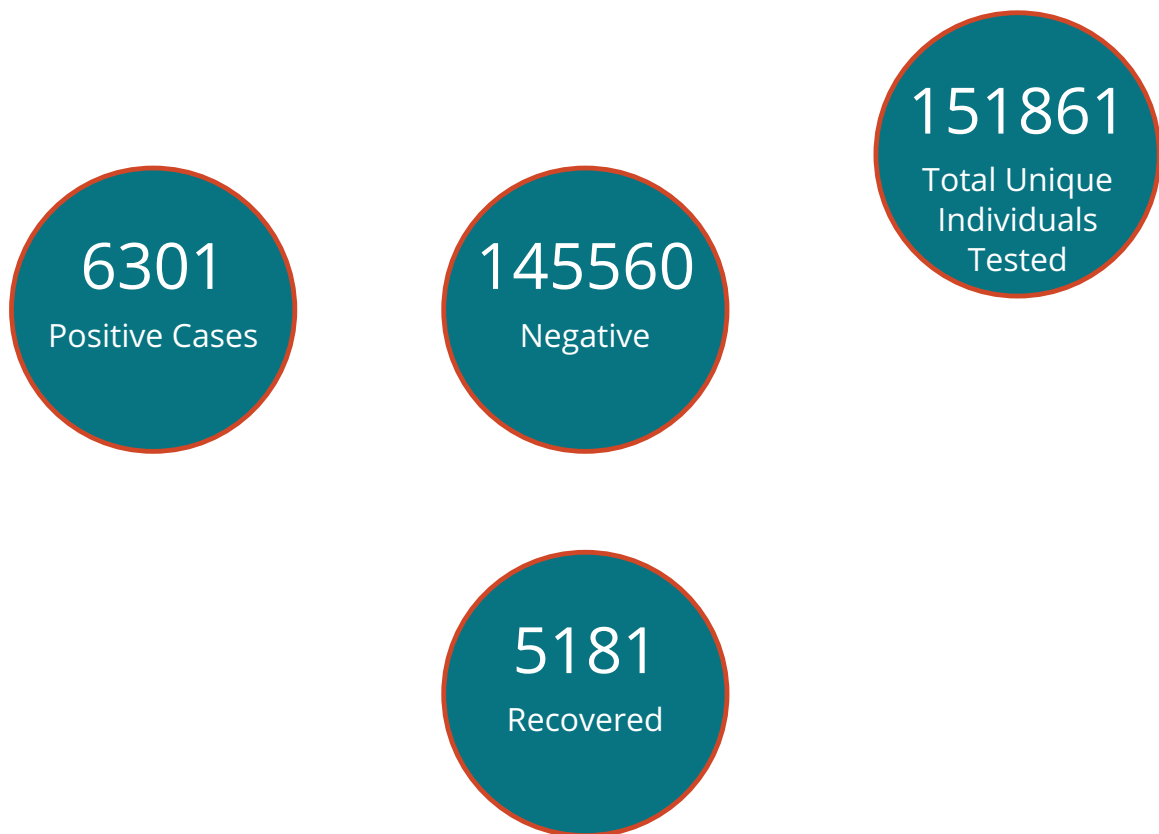 6301
Positive Cases
145560
Negative
151861
Total Unique
Individuals
Tested
5181
Recovered